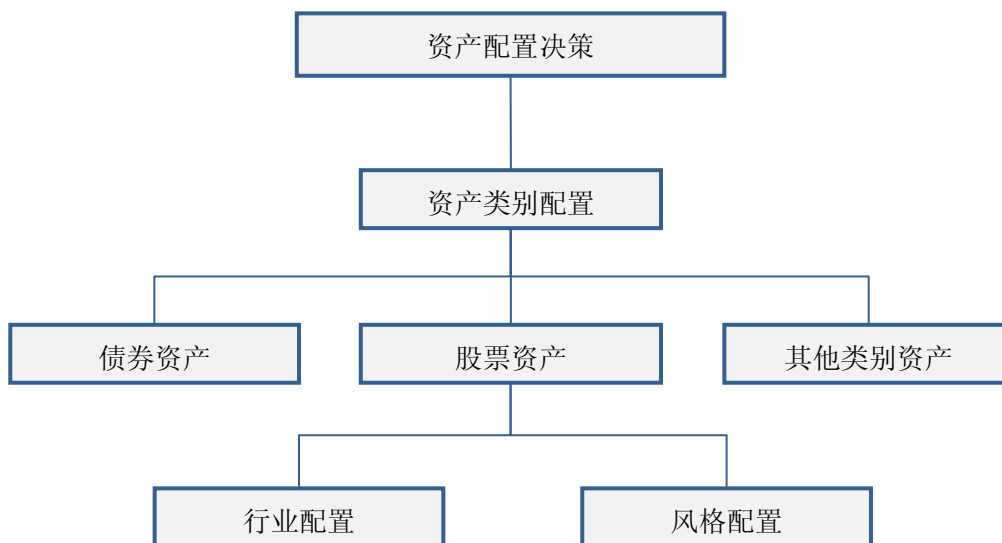 资产配置决策
资产类别配置
债券资产
股票资产
其他类别资产
行业配置
风格配置